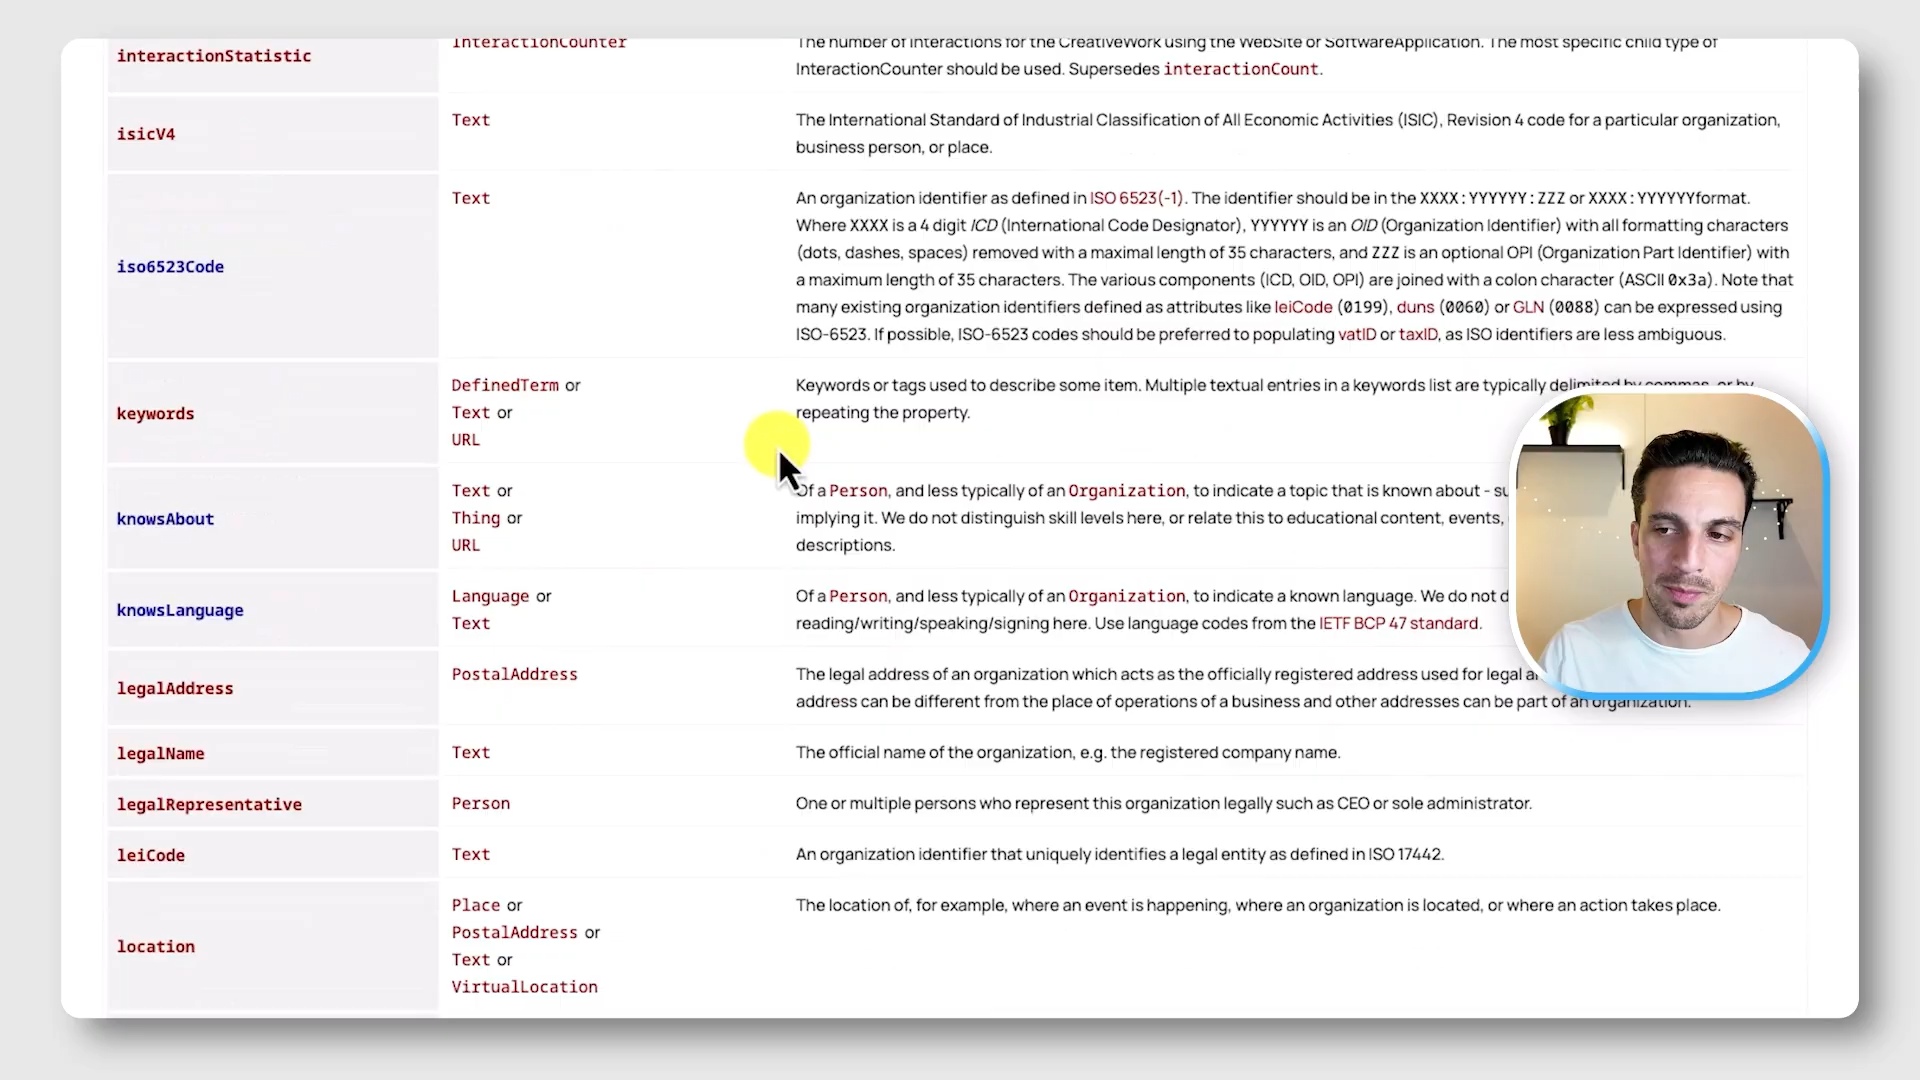 interactionStatistic
InteractionCounter
The number of interactions for the CreativeWork using the WebSite or SoftwareApplication. The most specific child type of
InteractionCounter should be used. Supersedes interactionCount.
isicV4
Text
The International Standard of Industrial Classification of All Economic Activities (ISIC), Revision 4 code for a particular organization,
business person, or place.
iso6523Code
Text
An organization identifier as defined in ISO 6523(-1). The identifier should be in the XXXX:YYYYYY:ZZZ or XXXX:YYYYYYformat.
Where XXXX is a 4 digit ICD (International Code Designator), YYYYYY is an OID (Organization Identifier) with all formatting characters
(dots, dashes, spaces) removed with a maximal length of 35 characters, and ZZZ is an optional OPI (Organization Part Identifier) with
a maximum length of 35 characters. The various components (ICD, OID, OPI) are joined with a colon character (ASCII 0x3a). Note that
many existing organization identifiers defined as attributes like leiCode (0199), duns (0060) or GLN (0088) can be expressed using
ISO-6523. If possible, ISO-6523 codes should be preferred to populating vatID or taxID, as ISO identifiers are less ambiguous.
keywords
DefinedTerm or
Text or
URL
Keywords or tags used to describe some item. Multiple textual entries in a keywords list are typically delimited by commas, or by
repeating the property.
knowsAbout
Text or
Thing or
URL
Of a Person, and less typically of an Organization, to indicate a topic that is known about -
implying it. We do not distinguish skill levels here, or relate this to educational content, events,
descriptions.
knowsLanguage
Language or
Text
Of a Person, and less typically of an Organization, to indicate a known language. We do not
reading/writing/speaking/signing here. Use language codes from the IETF BCP 47 standard.
legalAddress
PostalAddress
The legal address of an organization which acts as the officially registered address used for legal
address can be different from the place of operations of a business and other addresses can be part of an organization.
legalName
Text
The official name of the organization, e.g. the registered company name.
legalRepresentative
Person
One or multiple persons who represent this organization legally such as CEO or sole administrator.
leiCode
Text
An organization identifier that uniquely identifies a legal entity as defined in ISO 17442.
location
Place or
PostalAddress or
Text or
VirtualLocation
The location of, for example, where an event is happening, where an organization is located, or where an action takes place.